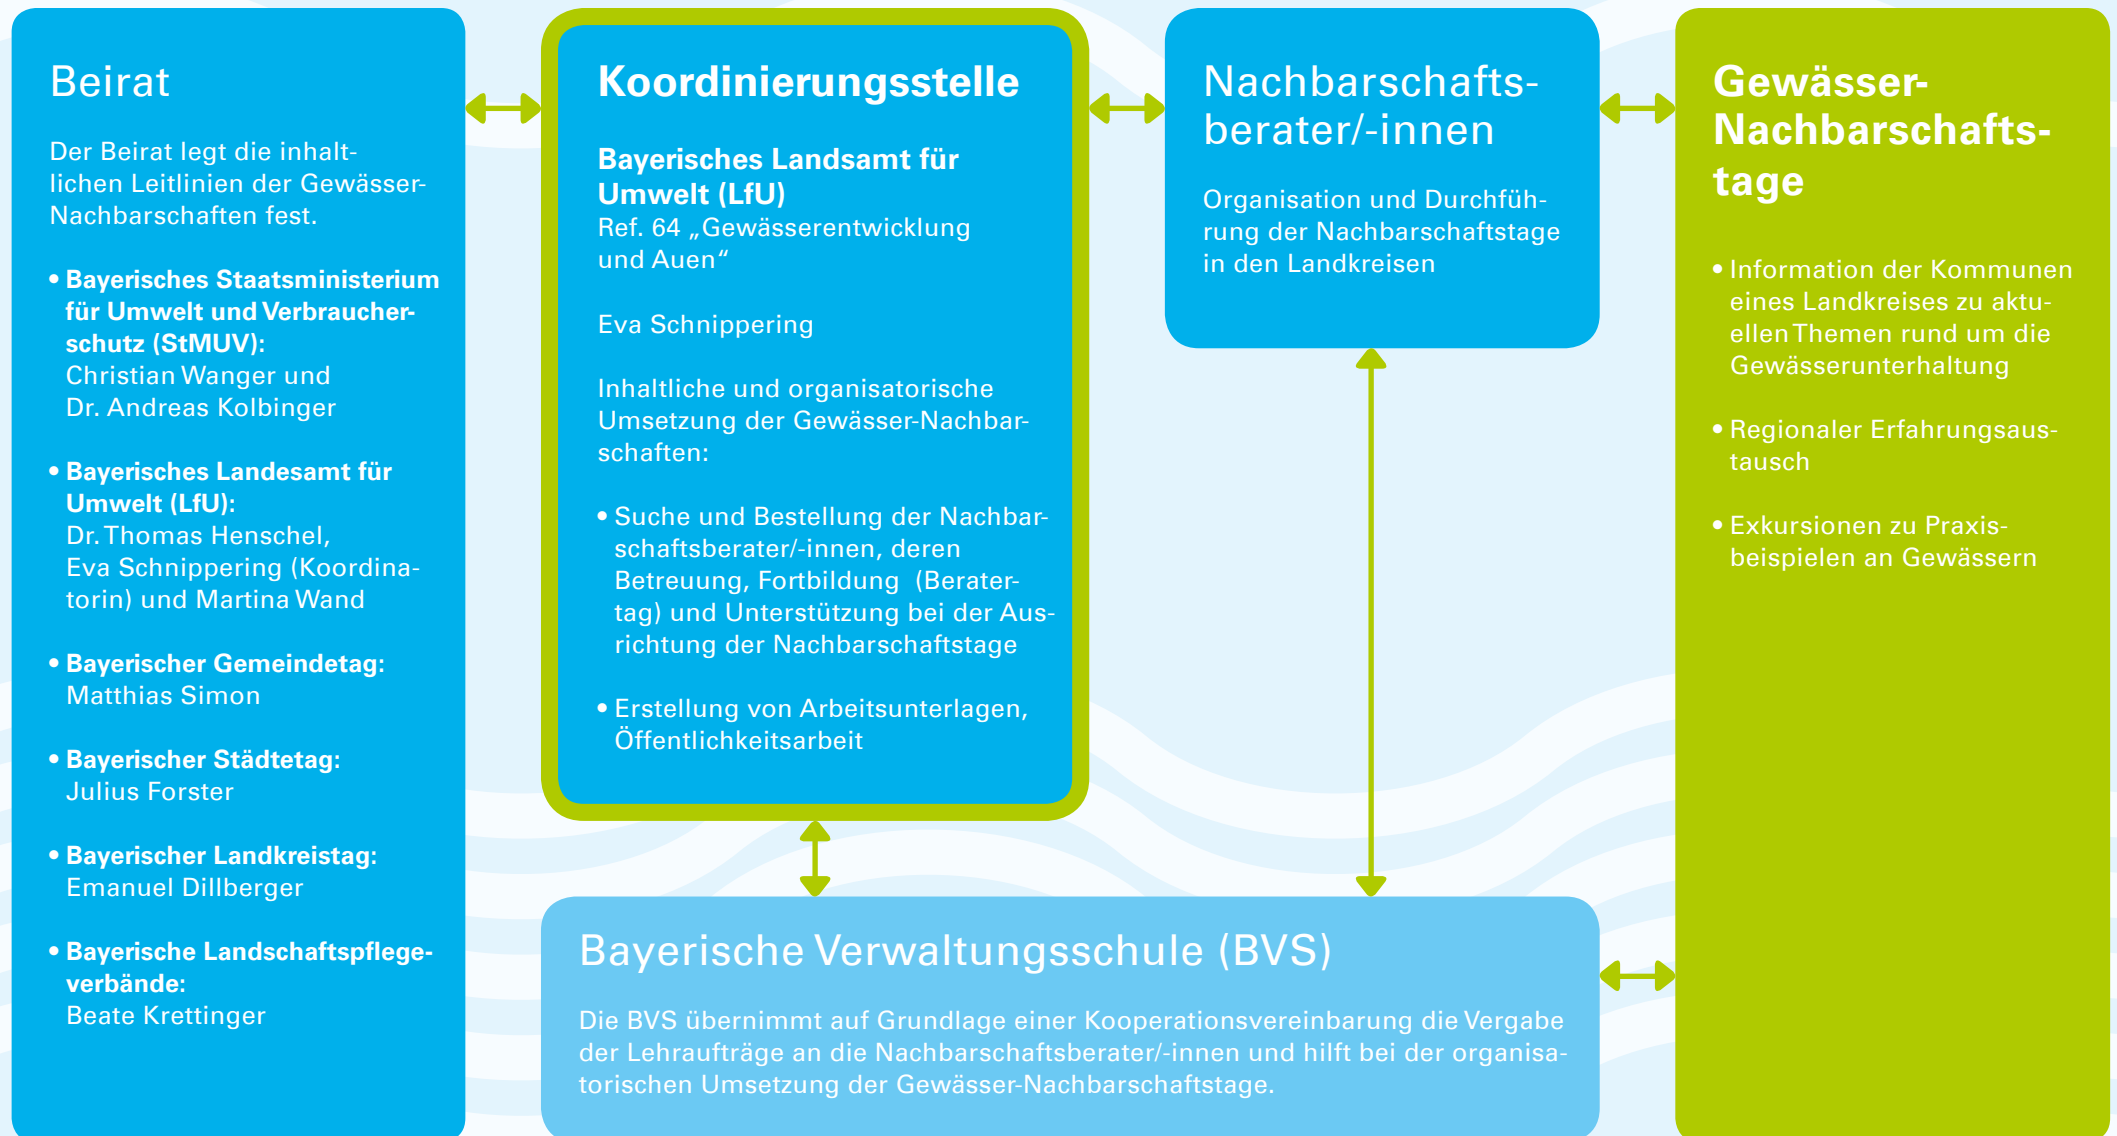 Beirat
Der Beirat legt die inhalt-
lichen Leitlinien der Gewässer-
Nachbarschaften fest.
• Bayerisches Staatsministerium
für Umwelt und Verbraucher-
schutz (StMUV):
Christian Wanger und
Dr. Andreas Kolbinger
• Bayerisches Landesamt für
Umwelt (LfU):
Dr. Thomas Henschel,
Eva Schnippering (Koordina-
torin) und Martina Wand
• Bayerischer Gemeindetag:
Matthias Simon
• Bayerischer Städtetag:
Julius Forster
• Bayerischer Landkreistag:
Emanuel Dillberger
• Bayerische Landschaftspflege-
verbände:
Beate Krettinger
Koordinierungsstelle
Bayerisches Landsamt für
Umwelt (LfU)
Ref. 64 „Gewässerentwicklung
und Auen“
Eva Schnippering
Inhaltliche und organisatorische
Umsetzung der Gewässer-Nachbar-
schaften:
• Suche und Bestellung der Nachbar-
schaftsberater/-innen, deren
Betreuung, Fortbildung (Berater-
tag) und Unterstützung bei der Aus-
richtung der Nachbarschaftstage
• Erstellung von Arbeitsunterlagen,
Öffentlichkeitsarbeit
Nachbarschafts-
berater/-innen
Organisation und Durchfüh-
rung der Nachbarschaftstage
in den Landkreisen
Gewässer-
Nachbarschafts-
tage
• Information der Kommunen
eines Landkreises zu aktu-
ellen Themen rund um die
Gewässerunterhaltung
• Regionaler Erfahrungsaus-
tausch
• Exkursionen zu Praxis-
beispielen an Gewässern
Bayerische Verwaltungsschule (BVS)
Die BVS übernimmt auf Grundlage einer Kooperationsvereinbarung die Vergabe
der Lehraufträge an die Nachbarschaftsberater/-innen und hilft bei der organisa-
torischen Umsetzung der Gewässer-Nachbarschaftstage.